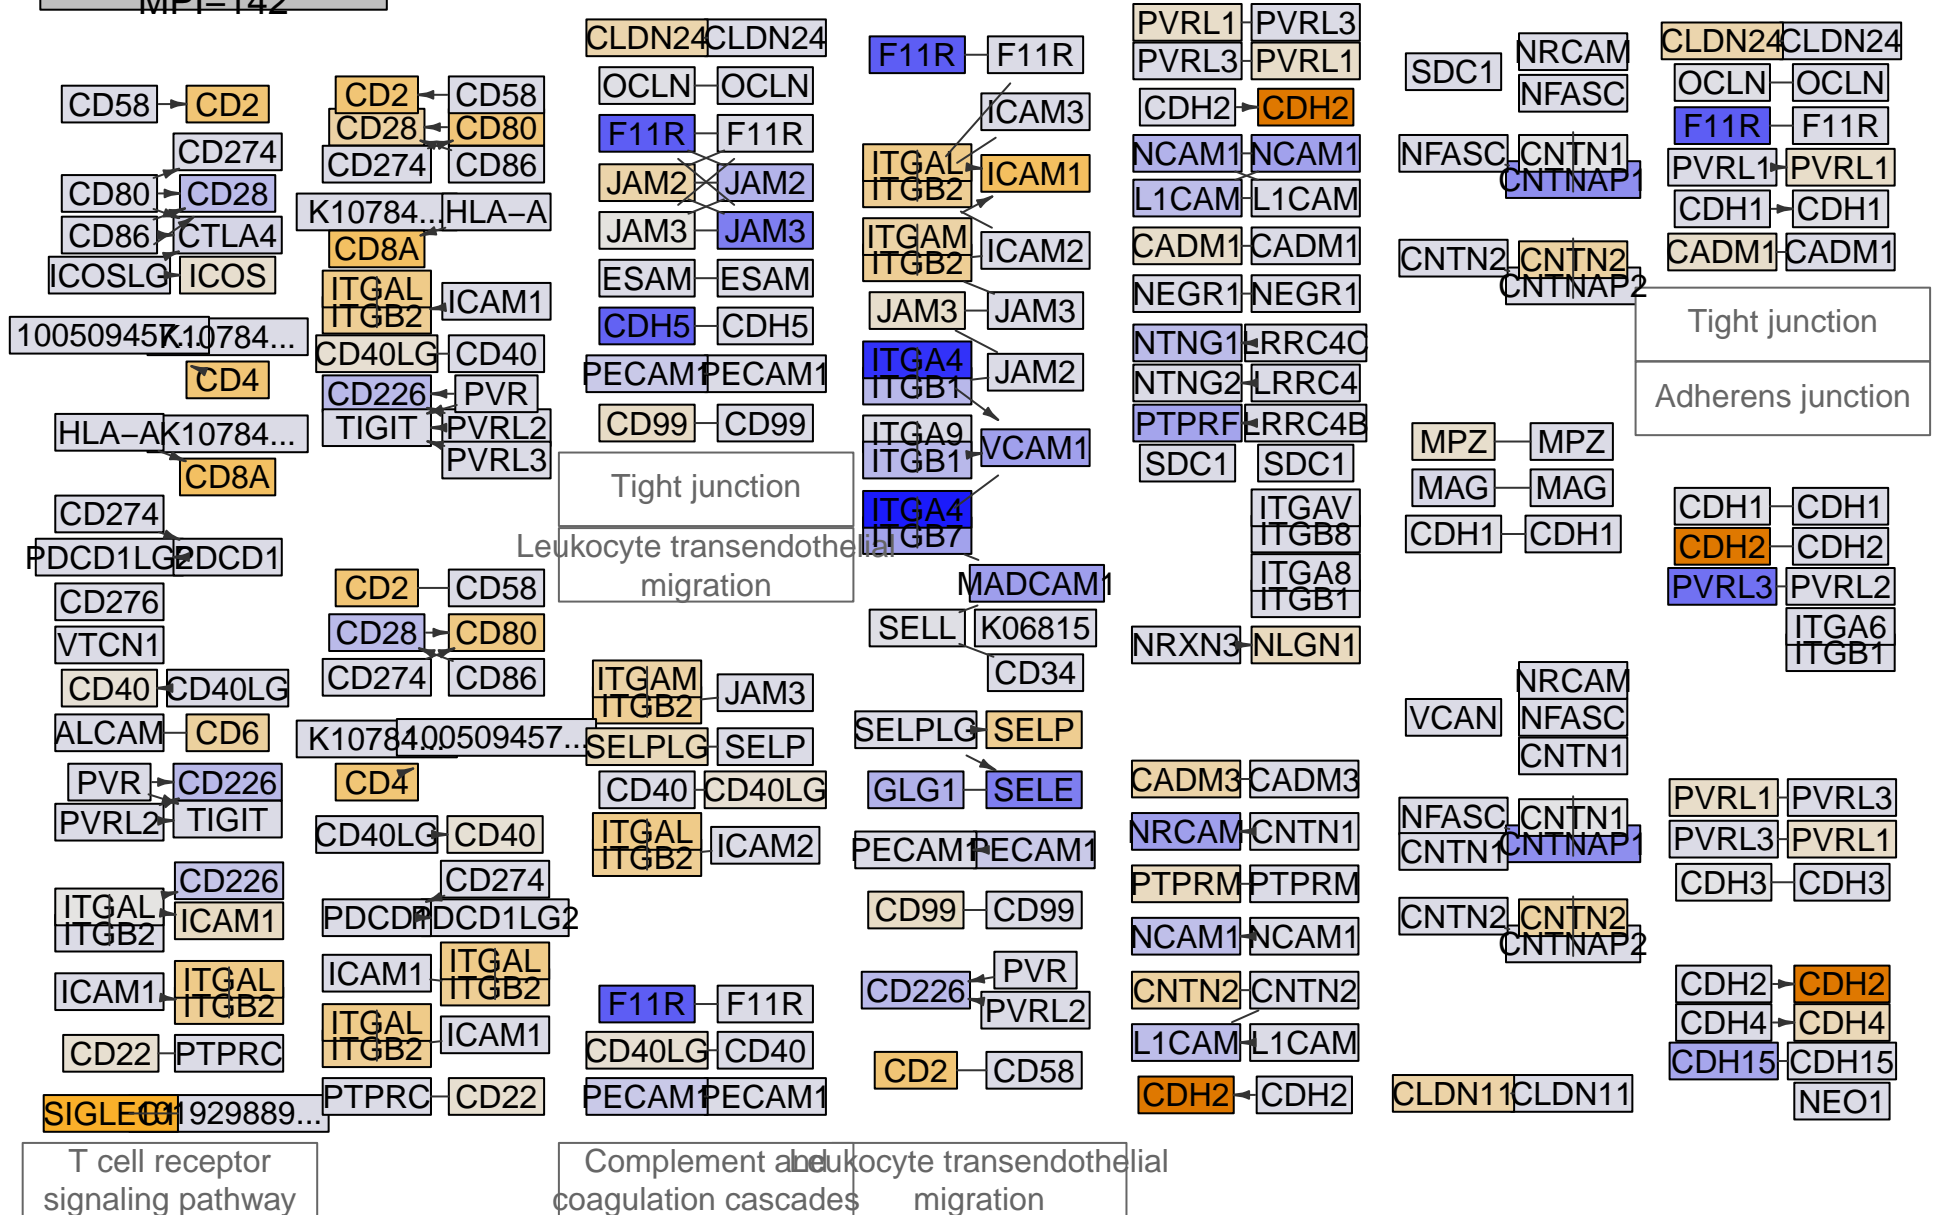 MPI−142
CD58
CD2
CD274
CD80
CD28
CD86
CTLA4
ICOSLG
ICOS
100509457...
K10784...
CD4
HLA−A
K10784...
CD8A
CD274
PDCD1LG2
PDCD1
CD276
VTCN1
CD40
CD40LG
ALCAM
CD6
PVR
CD226
PVRL2
TIGIT
CD226
ITGAL
ITGB2
ICAM1
ICAM1
ITGAL
ITGB2
CD22
PTPRC
101929889...
T cell receptor
signaling pathway
CD2
CD58
CD28
CD80
CD274
CD86
K10784...
HLA−A
CD8A
ITGAL
ITGB2
ICAM1
CD40LG
CD40
CD226
PVR
TIGIT
PVRL2
PVRL3
CD2
CD58
CD28
CD80
CD274
CD86
K10784...
100509457...
CD4
CD40LG
CD40
CD274
PDCD1
PDCD1LG2
ICAM1
ITGAL
ITGB2
ITGAL
ITGB2
ICAM1
PTPRC
CD22
CLDN24
CLDN24
OCLN
OCLN
F11R
F11R
JAM2
JAM2
JAM3
JAM3
ESAM
ESAM
CDH5
CDH5
PECAM1
PECAM1
CD99
CD99
Tight junction
Leukocyte transendothelial
migration
ITGAM
ITGB2
JAM3
SELPLG
SELP
CD40
CD40LG
ITGAL
ITGB2
ICAM2
F11R
F11R
CD40LG
CD40
PECAM1
PECAM1
Complement and
coagulation cascades
F11R
F11R
ICAM3
ITGAL
ITGB2
ICAM1
ITGAM
ITGB2
ICAM2
JAM3
JAM3
ITGA4
ITGB1
JAM2
ITGA9
ITGB1
VCAM1
ITGA4
ITGB7
MADCAM1
SELL
K06815
CD34
SELPLG
SELP
GLG1
SELE
PECAM1
PECAM1
CD99
CD99
CD226
PVR
PVRL2
CD2
CD58
Leukocyte transendothelial
migration
PVRL1
PVRL3
PVRL3
PVRL1
CDH2
CDH2
NCAM1
NCAM1
L1CAM
L1CAM
CADM1
CADM1
NEGR1
NEGR1
NTNG1
LRRC4C
NTNG2
LRRC4
PTPRF
LRRC4B
SDC1
SDC1
ITGAV
ITGB8
ITGA8
ITGB1
NRXN3
NLGN1
CADM3
CADM3
NRCAM
CNTN1
PTPRM
PTPRM
NCAM1
NCAM1
CNTN2
CNTN2
L1CAM
L1CAM
CDH2
CDH2
SDC1
NRCAM
NFASC
NFASC
CNTN1
CNTNAP1
CNTN2
CNTN2
CNTNAP2
MPZ
MPZ
MAG
MAG
CDH1
CDH1
VCAN
NRCAM
NFASC
CNTN1
NFASC
CNTN1
CNTN1
CNTNAP1
CNTN2
CNTN2
CNTNAP2
CLDN11
CLDN11
CLDN24
CLDN24
OCLN
OCLN
F11R
F11R
PVRL1
PVRL1
CDH1
CDH1
CADM1
CADM1
Tight junction
Adherens junction
CDH1
CDH1
CDH2
CDH2
PVRL3
PVRL2
ITGA6
ITGB1
PVRL1
PVRL3
PVRL3
PVRL1
CDH3
CDH3
CDH2
CDH2
CDH4
CDH4
CDH15
CDH15
NEO1